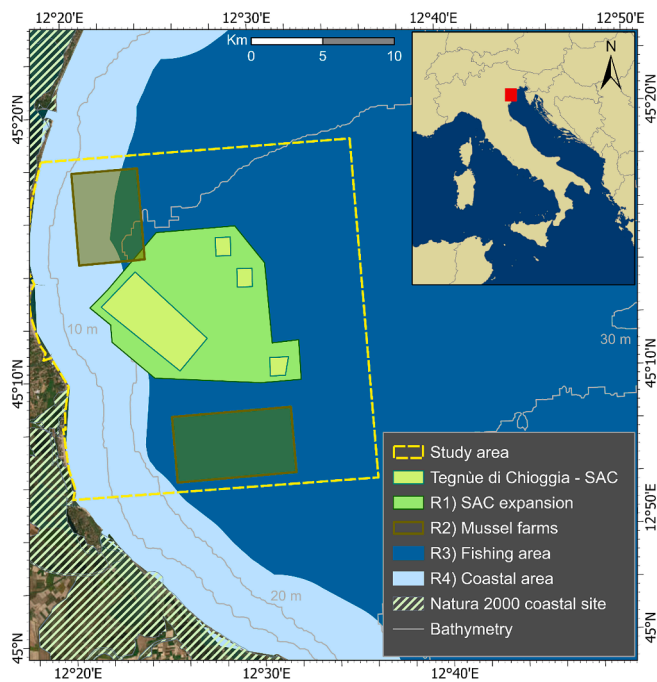 12°20'E 12°30'E 12°40'E 12°50'E
Km
0 5 10
N
45°20'N
45°20'N
10 m
30 m
45°10'N
45°10'N
Study area
Tegnùe di Chioggia - SAC
R1) SAC expansion
R2) Mussel farms
R3) Fishing area
R4) Coastal area
Natura 2000 coastal site
Bathymetry
12°50'E
20 m
45°N
45°N
12°20'E 12°30'E 12°40'E